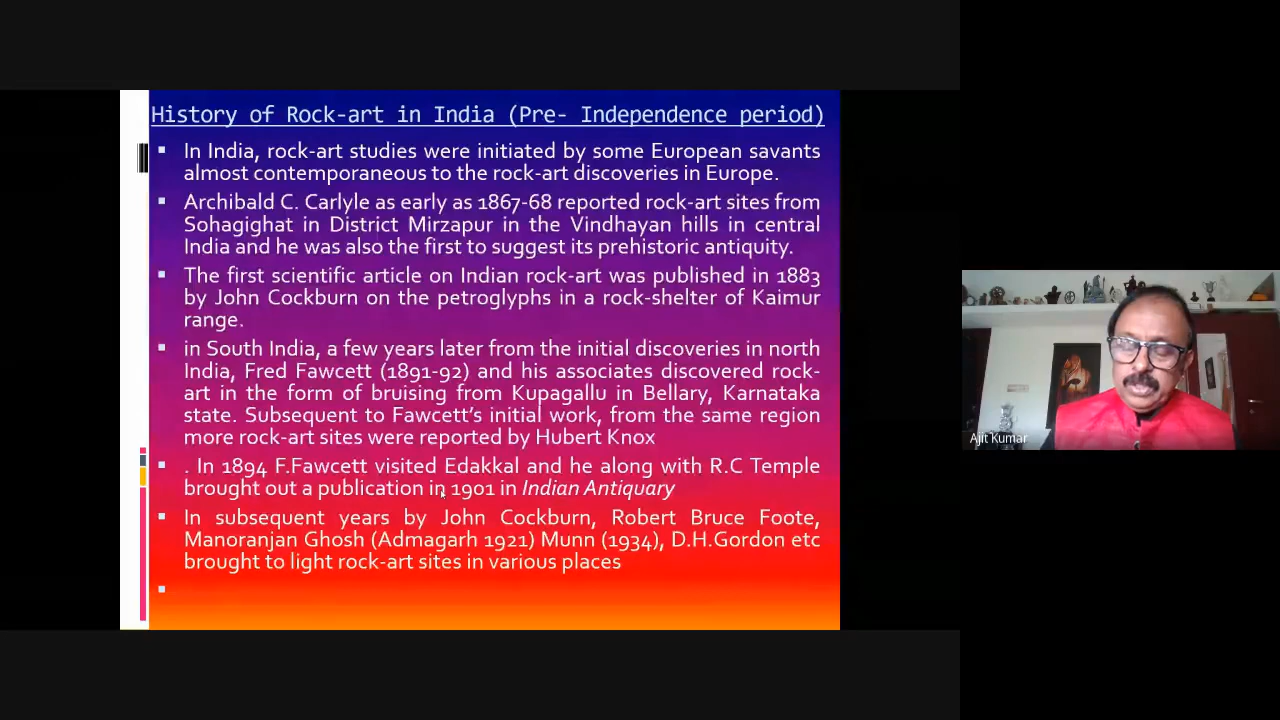 History of Rock-art in India (Pre- Independence period)
In India, rock-art studies were initiated by some European savants
almost contemporaneous to the rock-art discoveries in Europe.
Archibald C. Carlyle as early as 1867-68 reported rock-art sites from
Sohagighat in District Mirzapur in the Vindhayan hills in central
India and he was also the first to suggest its prehistoric antiquity.
The first scientific article on Indian rock-art was published in 1883
by John Cockburn on the petroglyphs in a rock-shelter of Kaimur
range.
in South India, a few years later from the initial discoveries in north
India, Fred Fawcett (1891-92) and his associates discovered rock-
art in the form of bruising from Kupagallu in Bellary, Karnataka
state. Subsequent to Fawcett's initial work, from the same region
more rock-art sites were reported by Hubert Knox
. In 1894 F.Fawcett visited Edakkal and he along with R.C Temple
brought out a publication in 1901 in Indian Antiquary
In subsequent years by John Cockburn, Robert Bruce Foote,
Manoranjan Ghosh (Admagarh 1921) Munn (1934), D.H.Gordon etc
brought to light rock-art sites in various places
Ajit Kumar